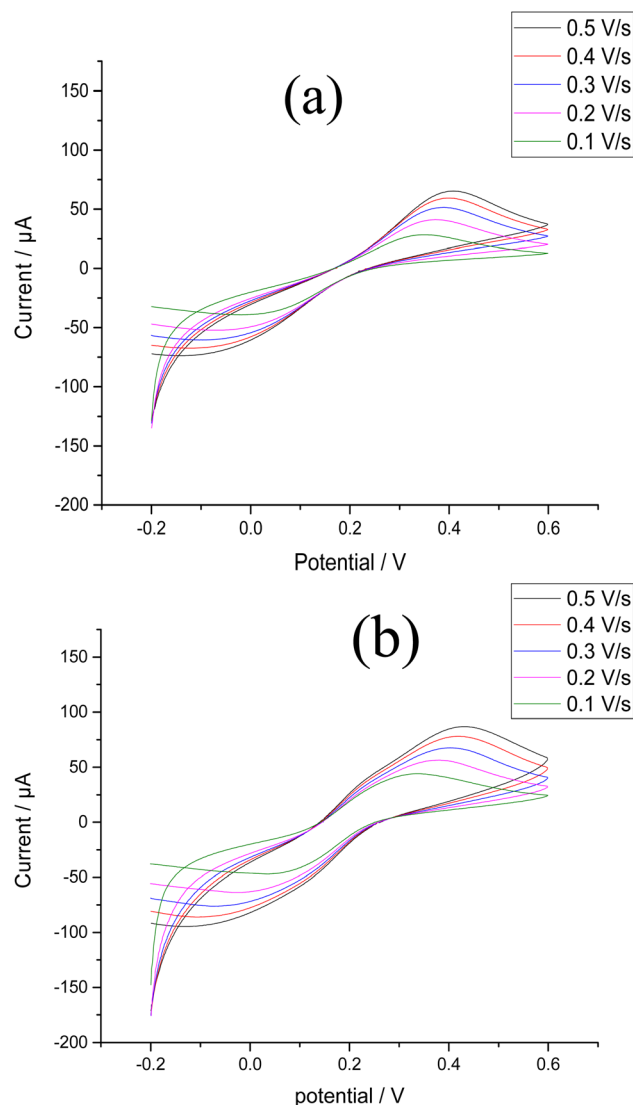 0.5 V/s
0.4 V/s
0.3 V/s
0.2 V/s
0.1 V/s
(a)
150
100
50
0
-50
-100
-150
-200
Current / µA
-0.2 0.0 0.2 0.4 0.6
Potential / V
0.5 V/s
0.4 V/s
0.3 V/s
0.2 V/s
0.1 V/s
(b)
150
100
50
0
-50
-100
-150
-200
Current / µA
-0.2 0.0 0.2 0.4 0.6
potential / V